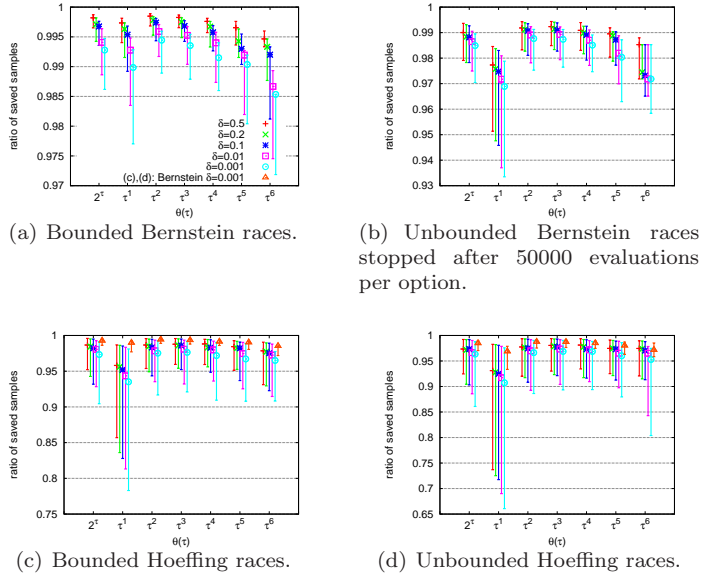 1
0.995
0.99
0.985
0.98
0.975
0.97
ratio of saved samples
δ=0.5
δ=0.2
δ=0.1
δ=0.01
δ=0.001
(c),(d): Bernstein δ=0.001
2^τ τ^1 τ^2 τ^3 τ^4 τ^5 τ^6
θ(τ)
(a) Bounded Bernstein races.
1
0.99
0.98
0.97
0.96
0.95
0.94
0.93
ratio of saved samples
2^τ τ^1 τ^2 τ^3 τ^4 τ^5 τ^6
θ(τ)
(b) Unbounded Bernstein races
stopped after 50000 evaluations
per option.
1
0.95
0.9
0.85
0.8
0.75
ratio of saved samples
2^τ τ^1 τ^2 τ^3 τ^4 τ^5 τ^6
θ(τ)
(c) Bounded Hoeffing races.
1
0.95
0.9
0.85
0.8
0.75
0.7
0.65
ratio of saved samples
2^τ τ^1 τ^2 τ^3 τ^4 τ^5 τ^6
θ(τ)
(d) Unbounded Hoeffing races.